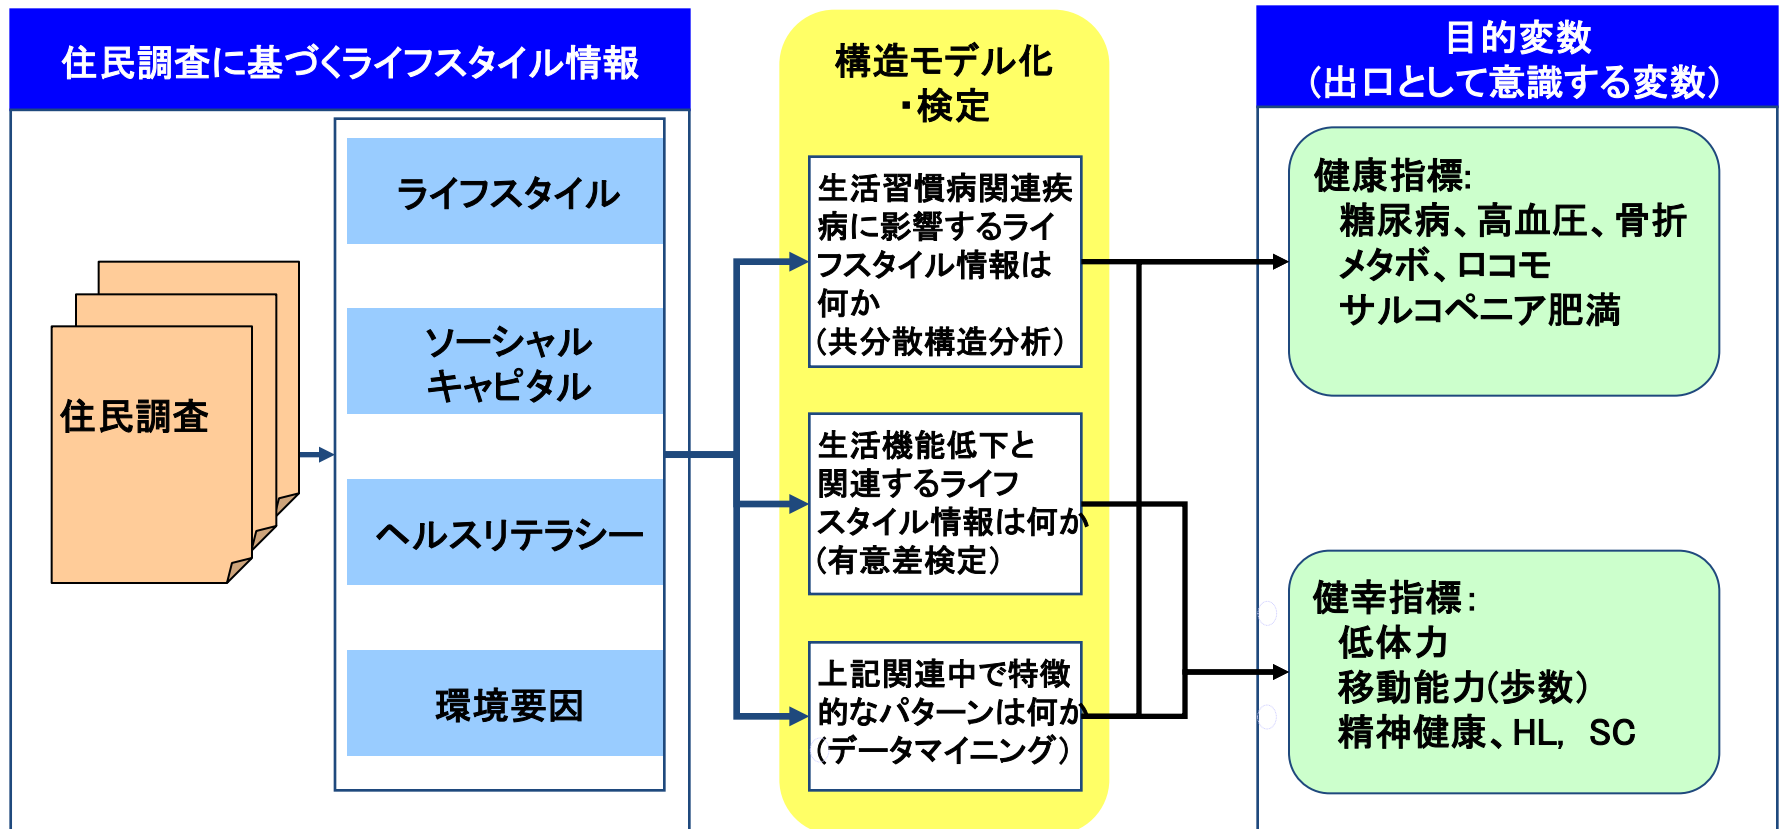 住民調査に基づくライフスタイル情報
住民調査
ライフスタイル
ソーシャル
キャピタル
ヘルスリテラシー
環境要因
構造モデル化
・検定
生活習慣病関連疾
病に影響するライ
フスタイル情報は
何か
(共分散構造分析)
生活機能低下と
関連するライフ
スタイル情報は何か
(有意差検定)
上記関連中で特徴
的なパターンは何か
(データマイニング)
目的変数
(出口として意識する変数)
健康指標:
糖尿病、高血圧、骨折
メタボ、ロコモ
サルコペニア肥満
健幸指標:
低体力
移動能力(歩数)
精神健康、HL, SC